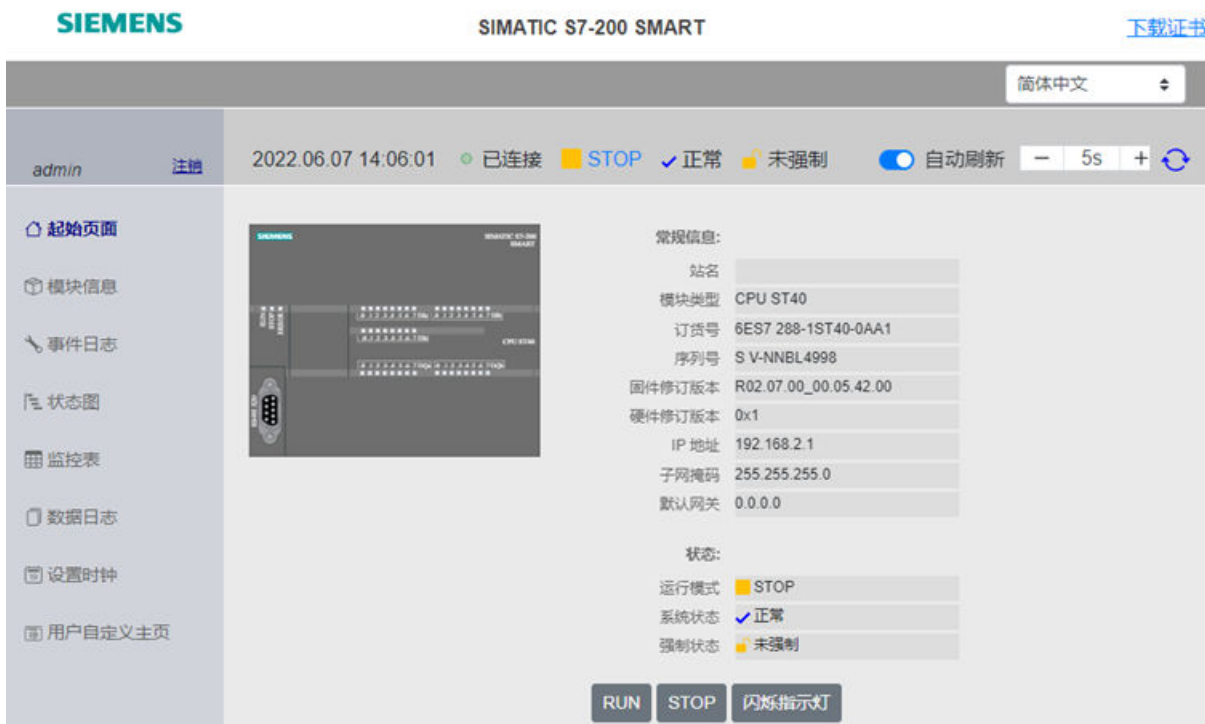 SIEMENS SIMATIC S7-200 SMART 下载证书
简体中文
admin 注销 2022.06.07 14:06:01 已连接 STOP 正常 未强制 自动刷新 － 5s ＋
起始页面
模块信息
事件日志
状态图
监控表
数据日志
设置时钟
用户自定义主页
SIEMENS SIMATIC S7-200
SMART
CPU ST40
常规信息:
站名
模块类型 CPU ST40
订货号 6ES7 288-1ST40-0AA1
序列号 S V-NNBL4998
固件修订版本 R02.07.00_00.05.42.00
硬件修订版本 0x1
IP 地址 192.168.2.1
子网掩码 255.255.255.0
默认网关 0.0.0.0
状态:
运行模式 STOP
系统状态 正常
强制状态 未强制
RUN STOP 闪烁指示灯